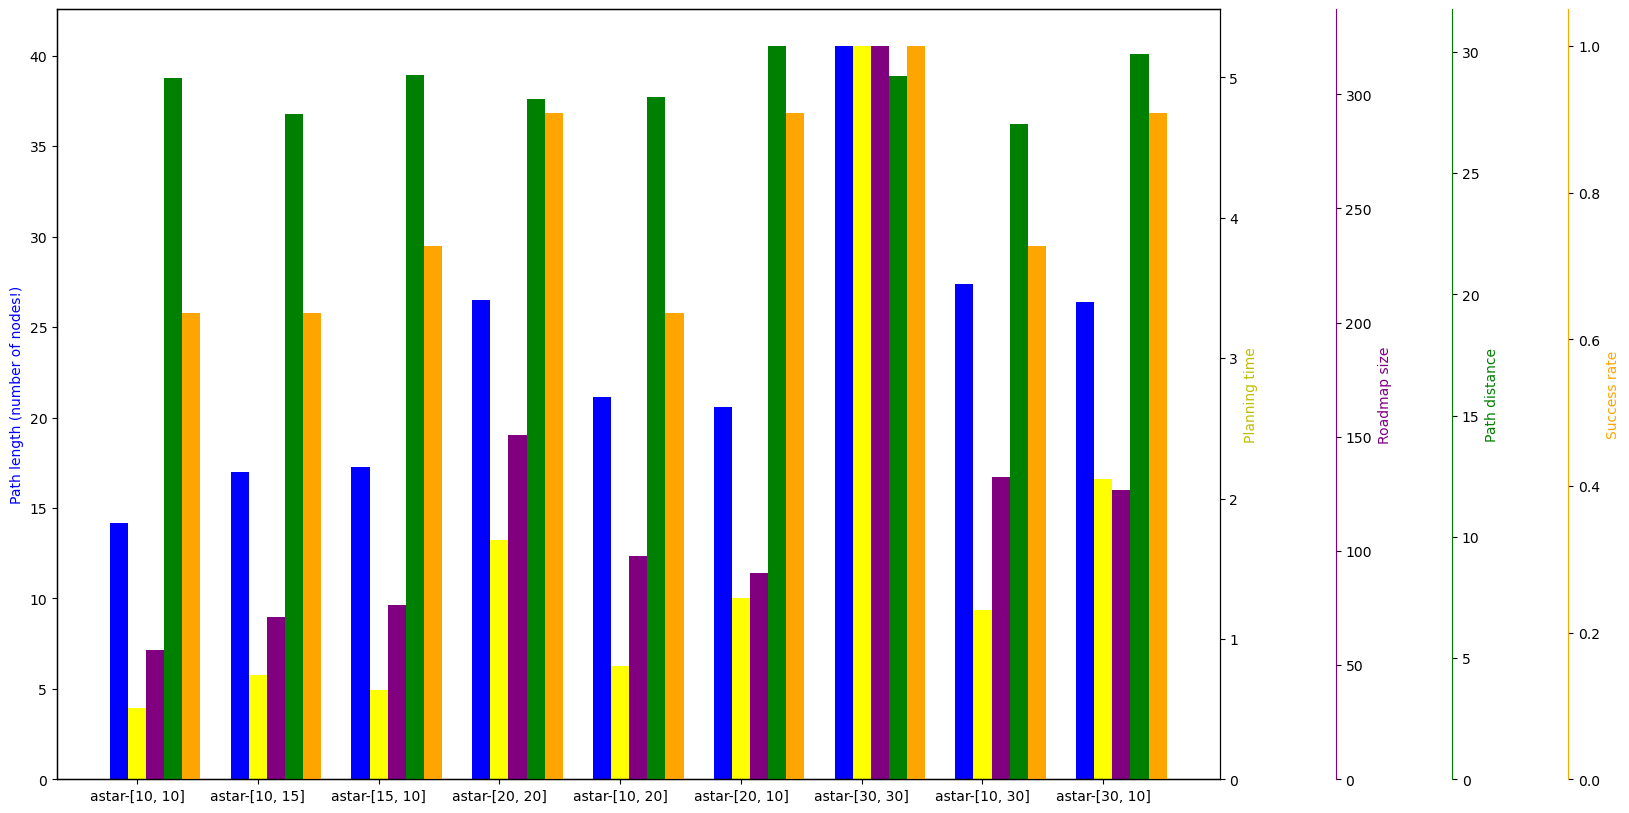 Path length (number of nodes!)
40
35
30
25
20
15
10
5
0
astar-[10, 10]
astar-[10, 15]
astar-[15, 10]
astar-[20, 20]
astar-[10, 20]
astar-[20, 10]
astar-[30, 30]
astar-[10, 30]
astar-[30, 10]
5
4
3
2
1
0
Planning time
300
250
200
150
100
50
0
Roadmap size
30
25
20
15
10
5
0
Path distance
1.0
0.8
0.6
0.4
0.2
0.0
Success rate